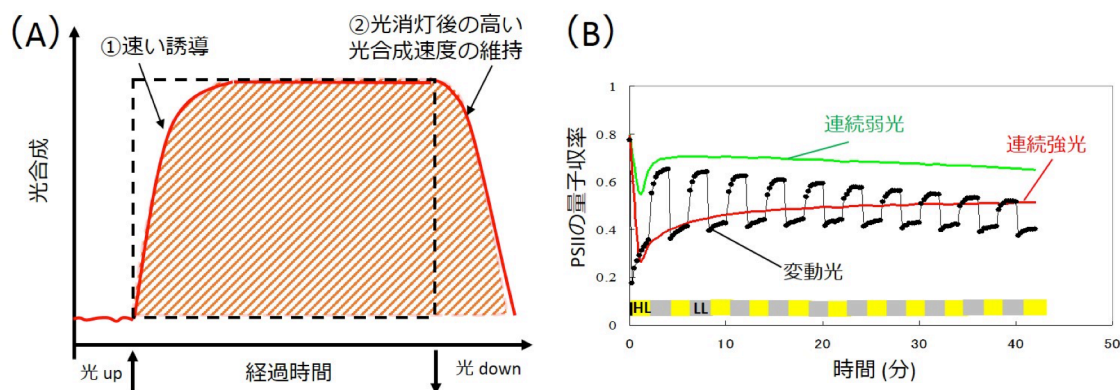 (A)
①速い誘導
②光消灯後の高い
光合成速度の維持
光合成
光 up
経過時間
光 down
(B)
PSIIの量子収率
1
0.8
0.6
0.4
0.2
0
連続弱光
連続強光
変動光
HL
LL
0
10
20
30
40
50
時間 (分)